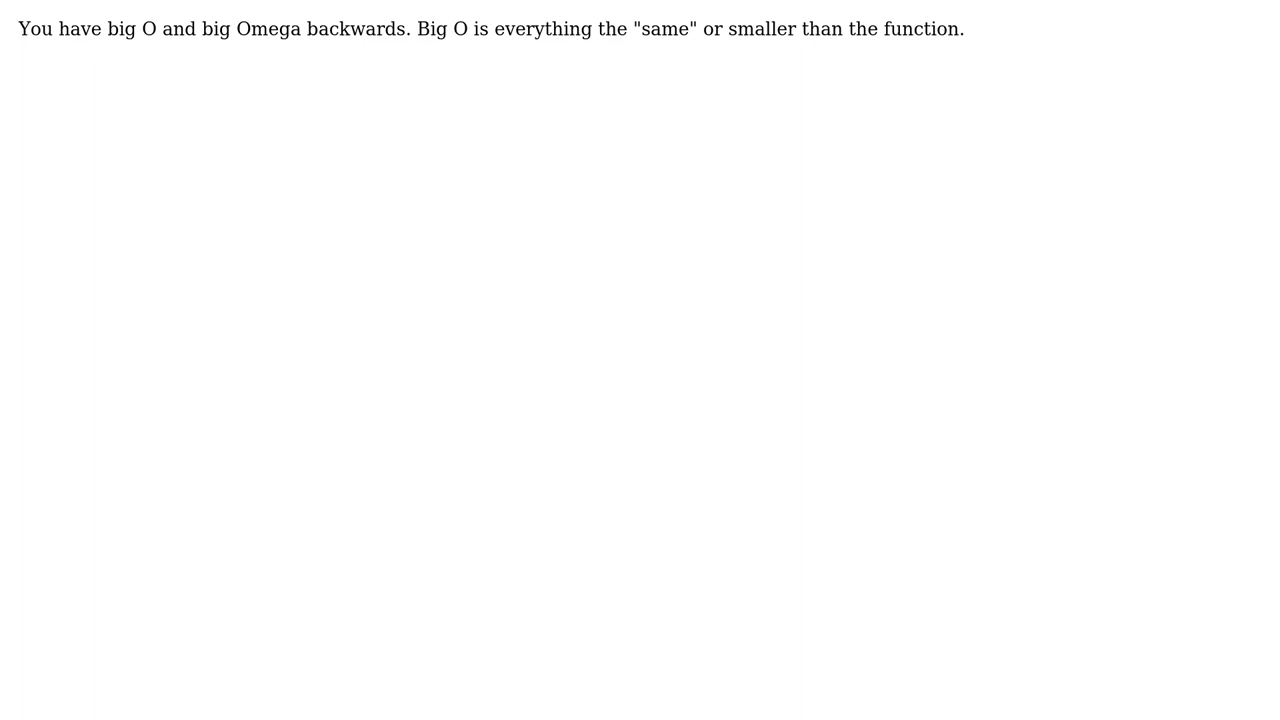 You have big O and big Omega backwards. Big O is everything the "same" or smaller than the function.